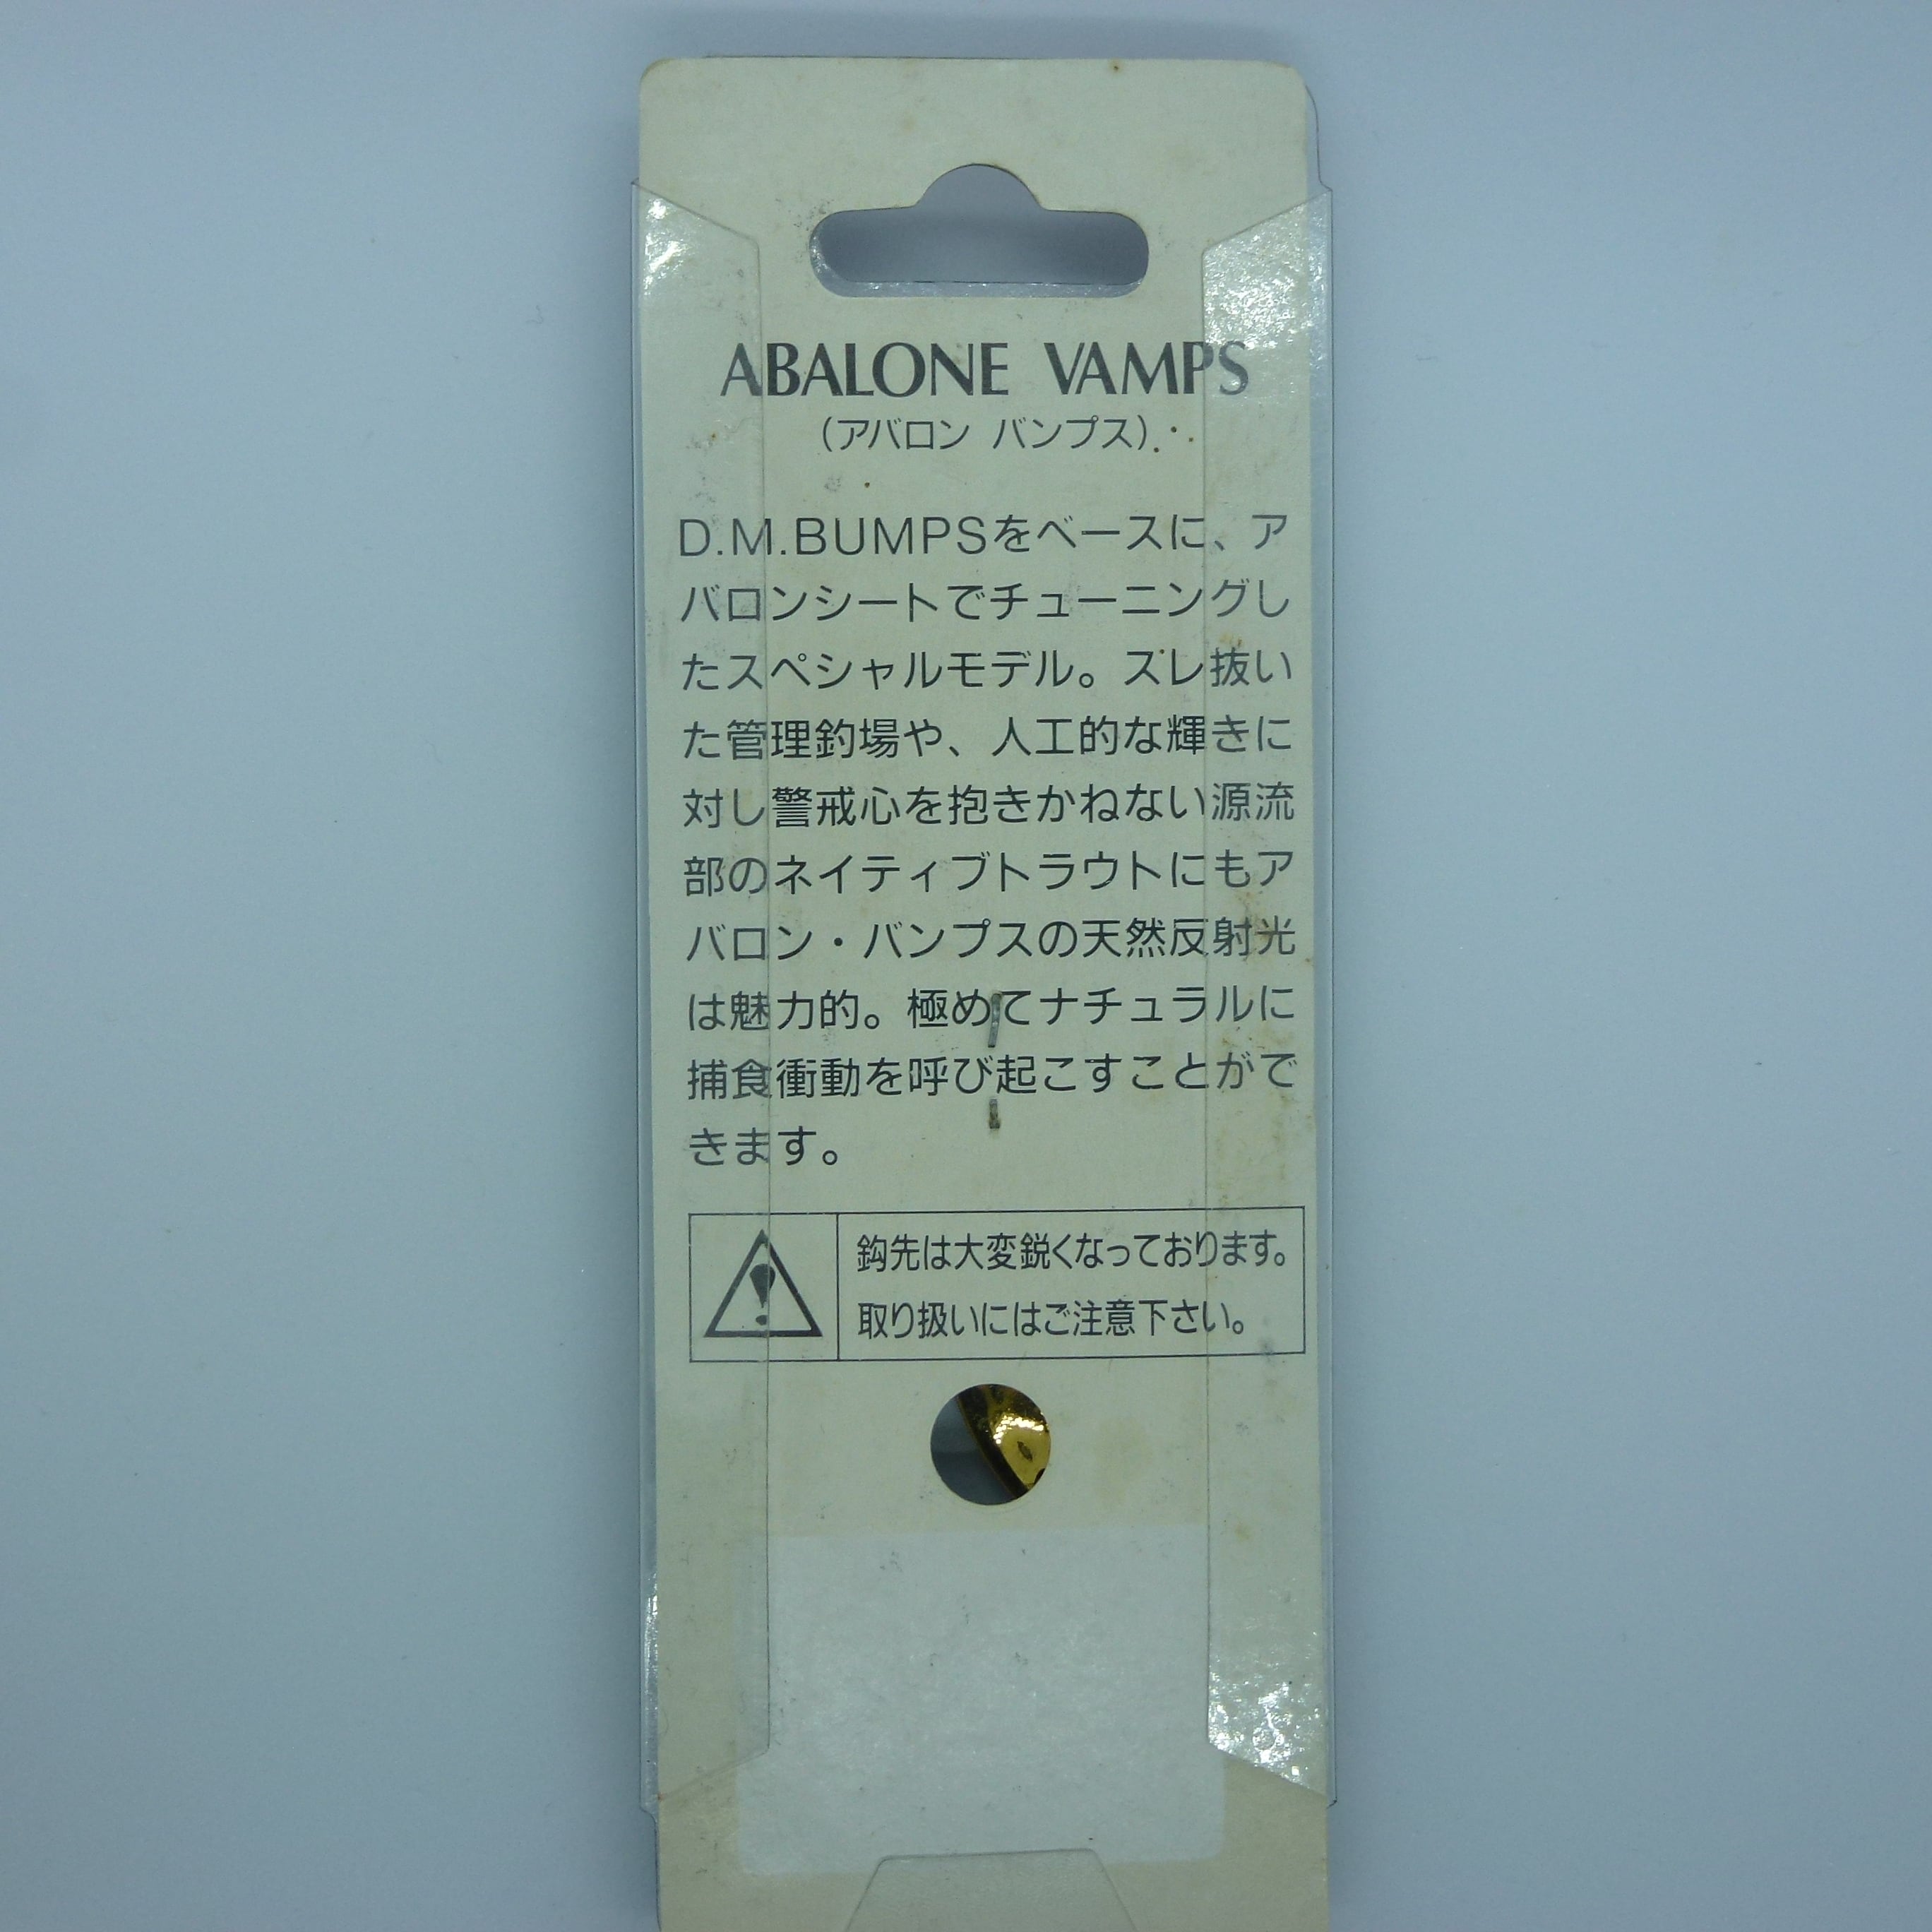 ABALONE VAMPS
(アバロン バンプス)
D.M.BUMPSをベースに、ア
バロンシートでチューニングし
たスペシャルモデル。スレ抜い
た管理釣場や、人工的な輝きに
対し警戒心を抱きかねない源流
部のネイティブトラウトにもア
バロン・バンプスの天然反射光
は魅力的。極めてナチュラルに
捕食衝動を呼び起こすことがで
きます。
鈎先は大変鋭くなっております。
取り扱いにはご注意下さい。